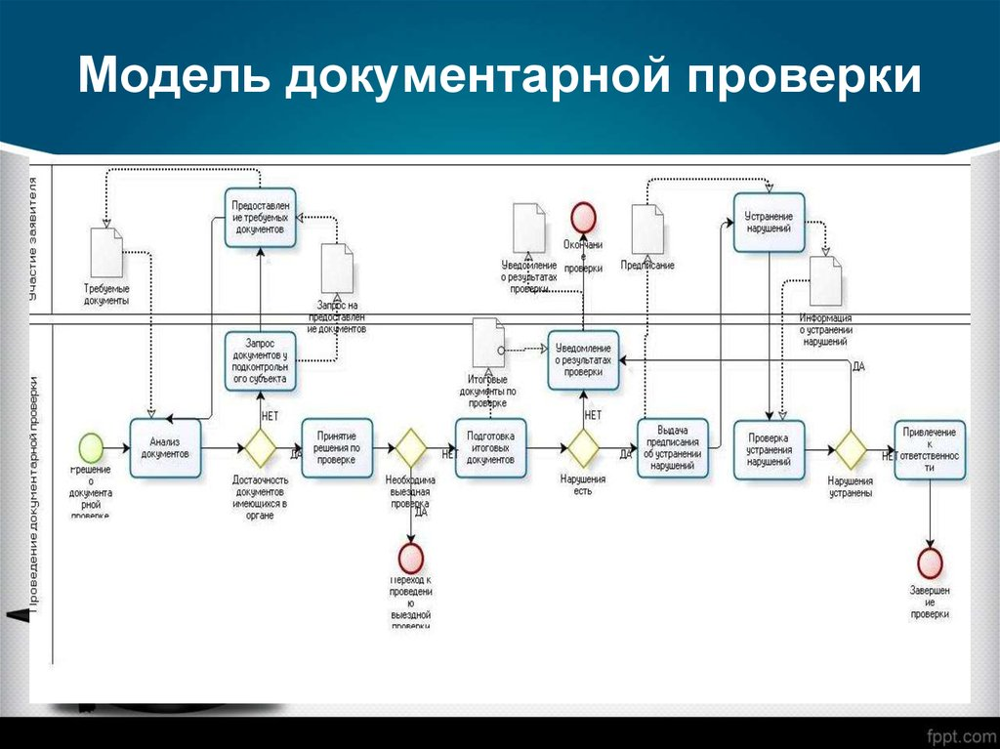 Модель документарной проверки
Участие заявителя
Требуемые
документы
Предоставлен
ие требуемых
документов
Запрос на
предоставлен
ие документов
Уведомление
о результатах
проверки
Окончани
е
проверки
Предписание
Устранение
нарушений
Информация
о устранении
нарушений
Проведение документарной проверки
Решение
о
документа
рной
проверке
Анализ
документов
Запрос
документов у
подконтрольн
ого субъекта
НЕТ
ДА
Достаочность
документов
имеющихся в
органе
Принятие
решения по
проверке
Необходима
выездная
проверка
НЕТ
ДА
Переход к
проведени
ю
выездной
проверки
Итоговые
документы по
проверке
Подготовка
итоговых
документов
Уведомление
о результатах
проверки
НЕТ
ДА
Нарушения
есть
Выдача
предписания
об устранении
нарушений
Проверка
устранения
нарушений
ДА
НЕТ
Нарушения
устранены
Привлечение
к
ответственнос
ти
Завершен
ие
проверки
fppt.com